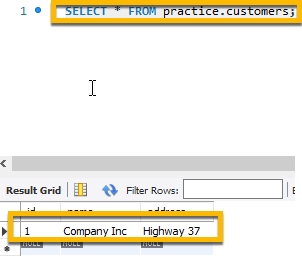 1 SELECT * FROM practice.customers;
Result Grid Filter Rows:
id name address
1 Company Inc Highway 37
NULL NULL NULL